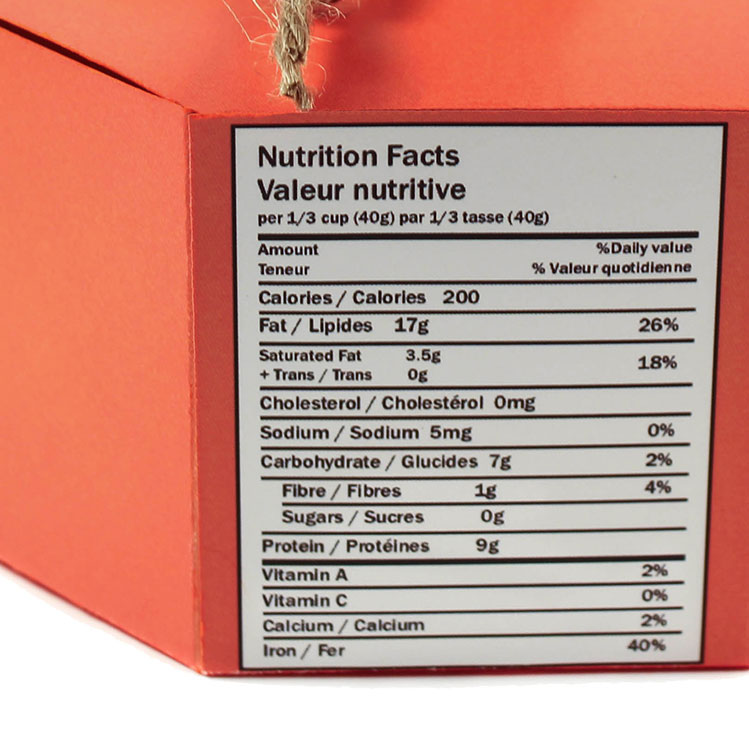 Nutrition Facts
Valeur nutritive
per 1/3 cup (40g) par 1/3 tasse (40g)
Amount %Daily value
Teneur % Valeur quotidienne
Calories / Calories 200
Fat / Lipides 17g 26%
Saturated Fat 3.5g
+ Trans / Trans 0g 18%
Cholesterol / Cholestérol 0mg
Sodium / Sodium 5mg 0%
Carbohydrate / Glucides 7g 2%
Fibre / Fibres 1g 4%
Sugars / Sucres 0g
Protein / Protéines 9g
Vitamin A 2%
Vitamin C 0%
Calcium / Calcium 2%
Iron / Fer 40%